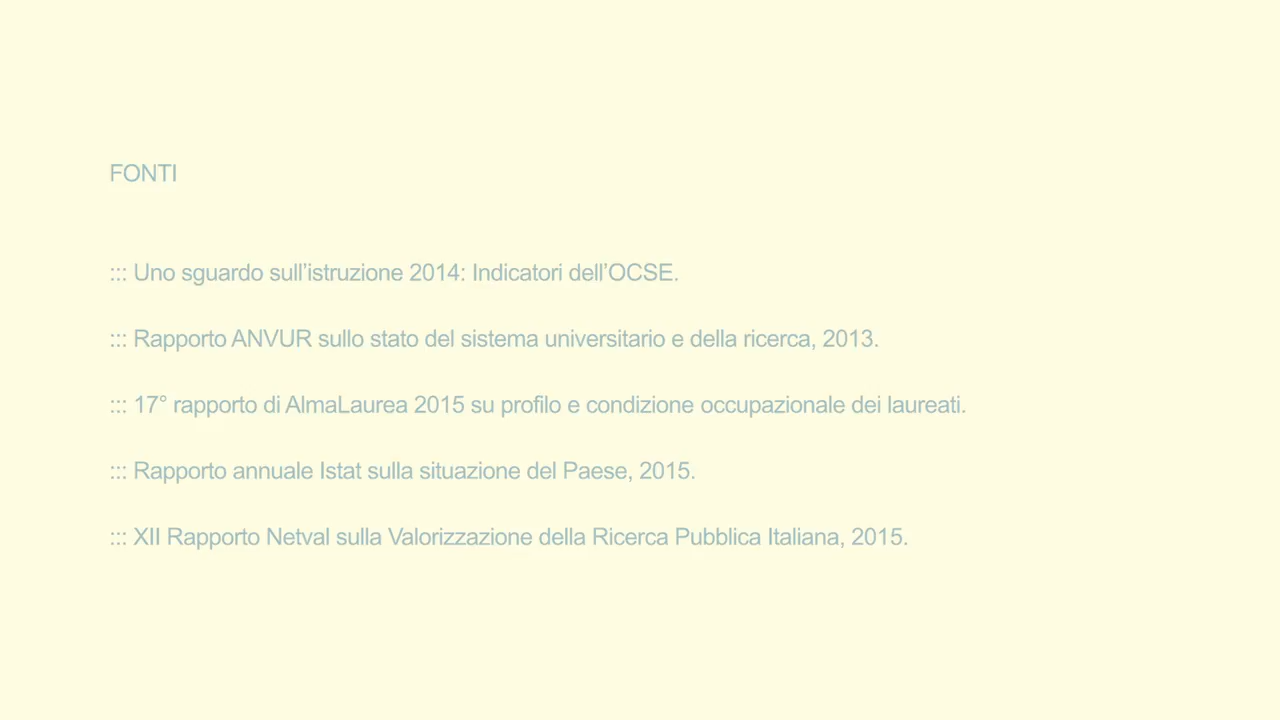 FONTI
::: Uno sguardo sull’istruzione 2014: Indicatori dell’OCSE.
::: Rapporto ANVUR sullo stato del sistema universitario e della ricerca, 2013.
::: 17° rapporto di AlmaLaurea 2015 su profilo e condizione occupazionale dei laureati.
::: Rapporto annuale Istat sulla situazione del Paese, 2015.
::: XII Rapporto Netval sulla Valorizzazione della Ricerca Pubblica Italiana, 2015.